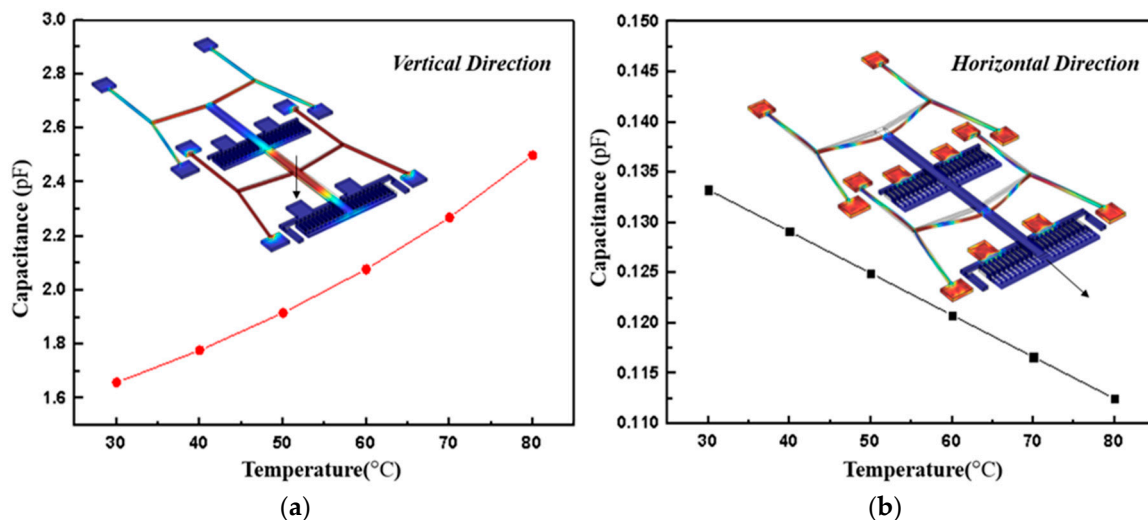 Vertical Direction
Capacitance (pF)
3.0
2.8
2.6
2.4
2.2
2.0
1.8
1.6
30 40 50 60 70 80
Temperature(°C)
(a)
Horizontal Direction
Capacitance (pF)
0.150
0.145
0.140
0.135
0.130
0.125
0.120
0.115
0.110
30 40 50 60 70 80
Temperature(°C)
(b)